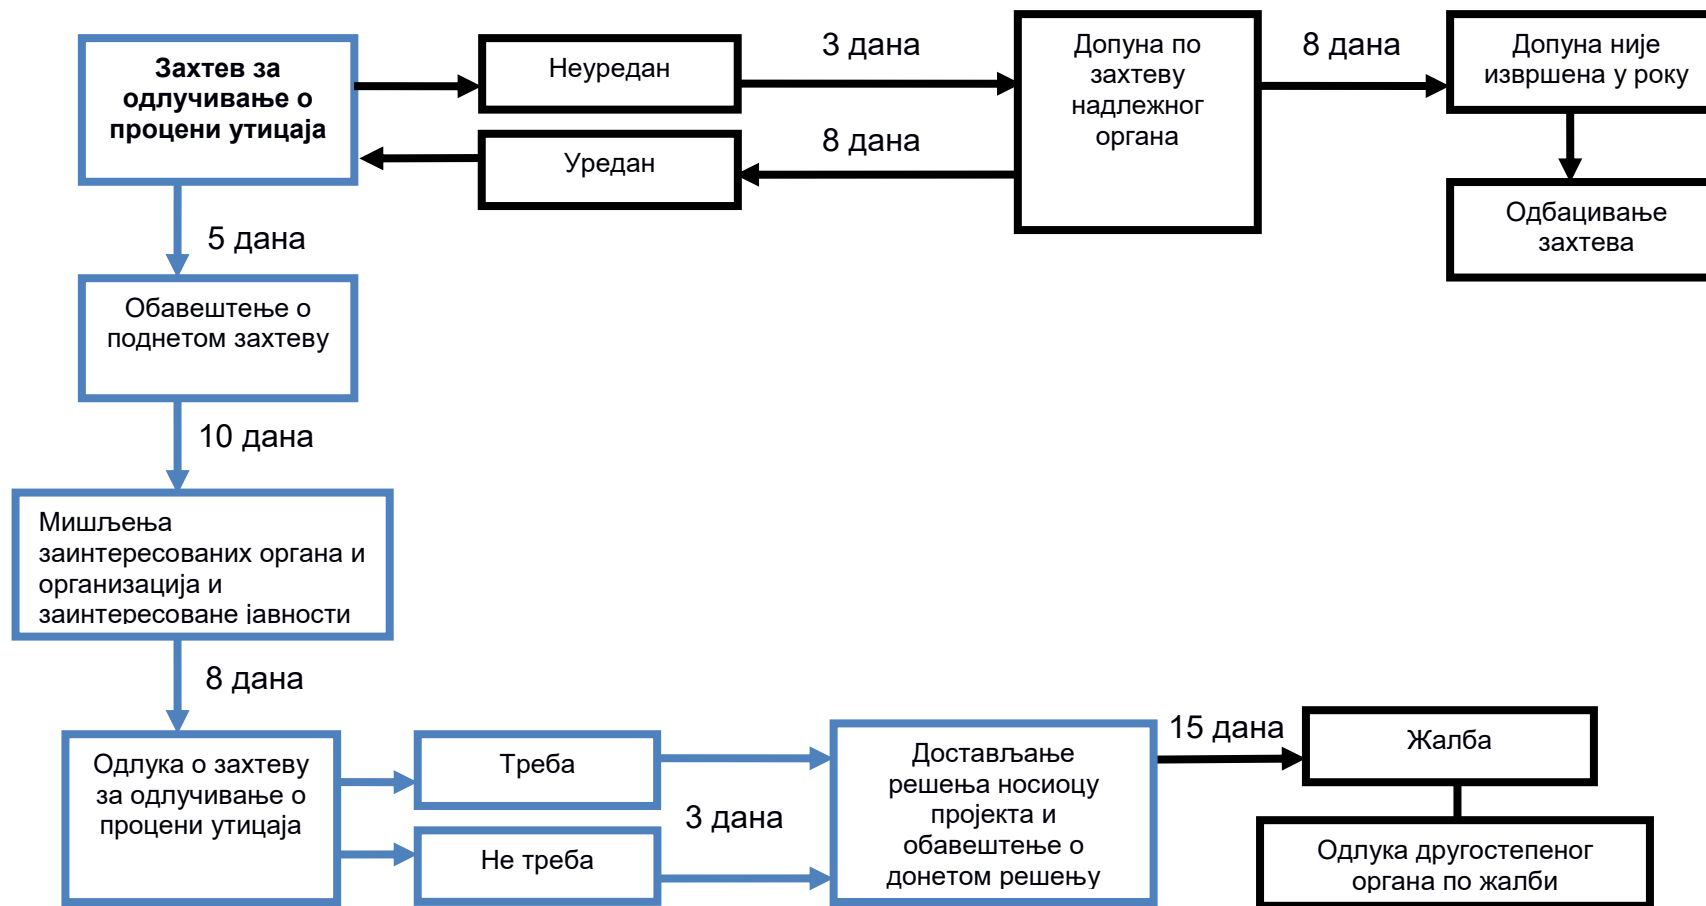 Захтев за
одлучивање о
процени утицаја
Неуредан
3 дана
Допуна по
захтеву
надлежног
органа
8 дана
Допуна није
извршена у року
Уредан
8 дана
Одбацивање
захтева
5 дана
Обавештење о
поднетом захтеву
10 дана
Мишљења
заинтересованих органа и
организација и
заинтересоване јавности
8 дана
Одлука о захтеву
за одлучивање о
процени утицаја
Треба
Не треба
3 дана
Достављање
решења носиоцу
пројекта и
обавештење о
донетом решењу
15 дана
Жалба
Одлука другостепеног
органа по жалби